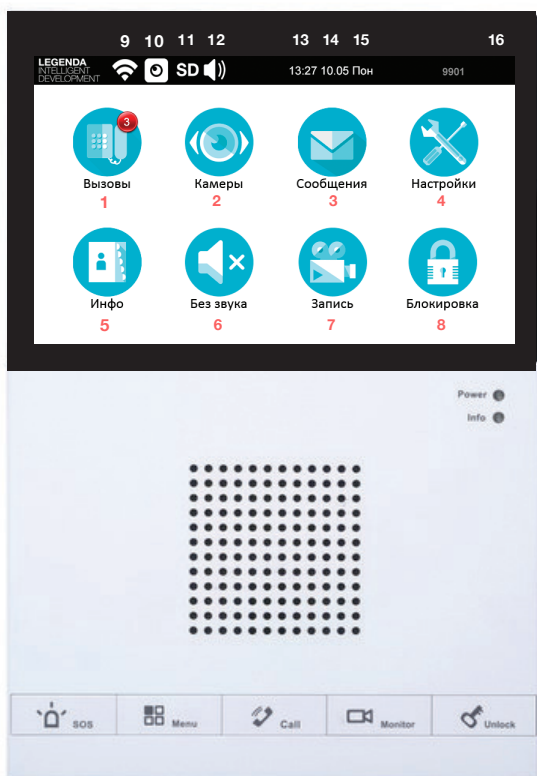 9 10 11 12 13 14 15 16
LEGENDA
INTELLIGENT
DEVELOPMENT
SD 13:27 10.05 Пон 9901
3
Вызовы Камеры Сообщения Настройки
1 2 3 4
Инфо Без звука Запись Блокировка
5 6 7 8
Power
Info
SOS Menu Call Monitor Unlock